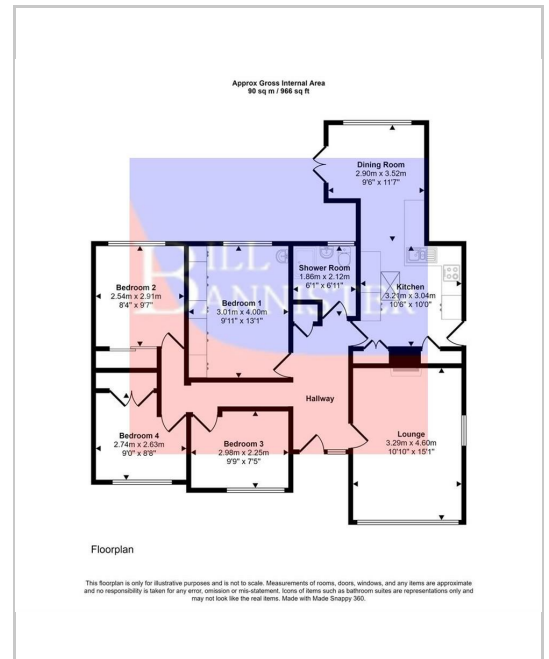 Approx Gross Internal Area
90 sq m / 966 sq ft
Dining Room
2.90m x 3.52m
9'6" x 11'7"
BILL
BANNISTER
Bedroom 2
2.54m x 2.91m
8'4" x 9'7"
Bedroom 1
3.01m x 4.00m
9'11" x 13'1"
Shower Room
1.86m x 2.12m
6'1" x 6'11"
Kitchen
3.21m x 3.04m
10'6" x 10'0"
Hallway
Bedroom 4
2.74m x 2.63m
9'0" x 8'8"
Bedroom 3
2.98m x 2.25m
9'9" x 7'5"
Lounge
3.29m x 4.60m
10'10" x 15'1"
Floorplan
This floorplan is only for illustrative purposes and is not to scale. Measurements of rooms, doors, windows, and any items are approximate
and no responsibility is taken for any error, omission or mis-statement. Icons of items such as bathroom suites are representations only and
may not look like the real items. Made with Made Snappy 360.